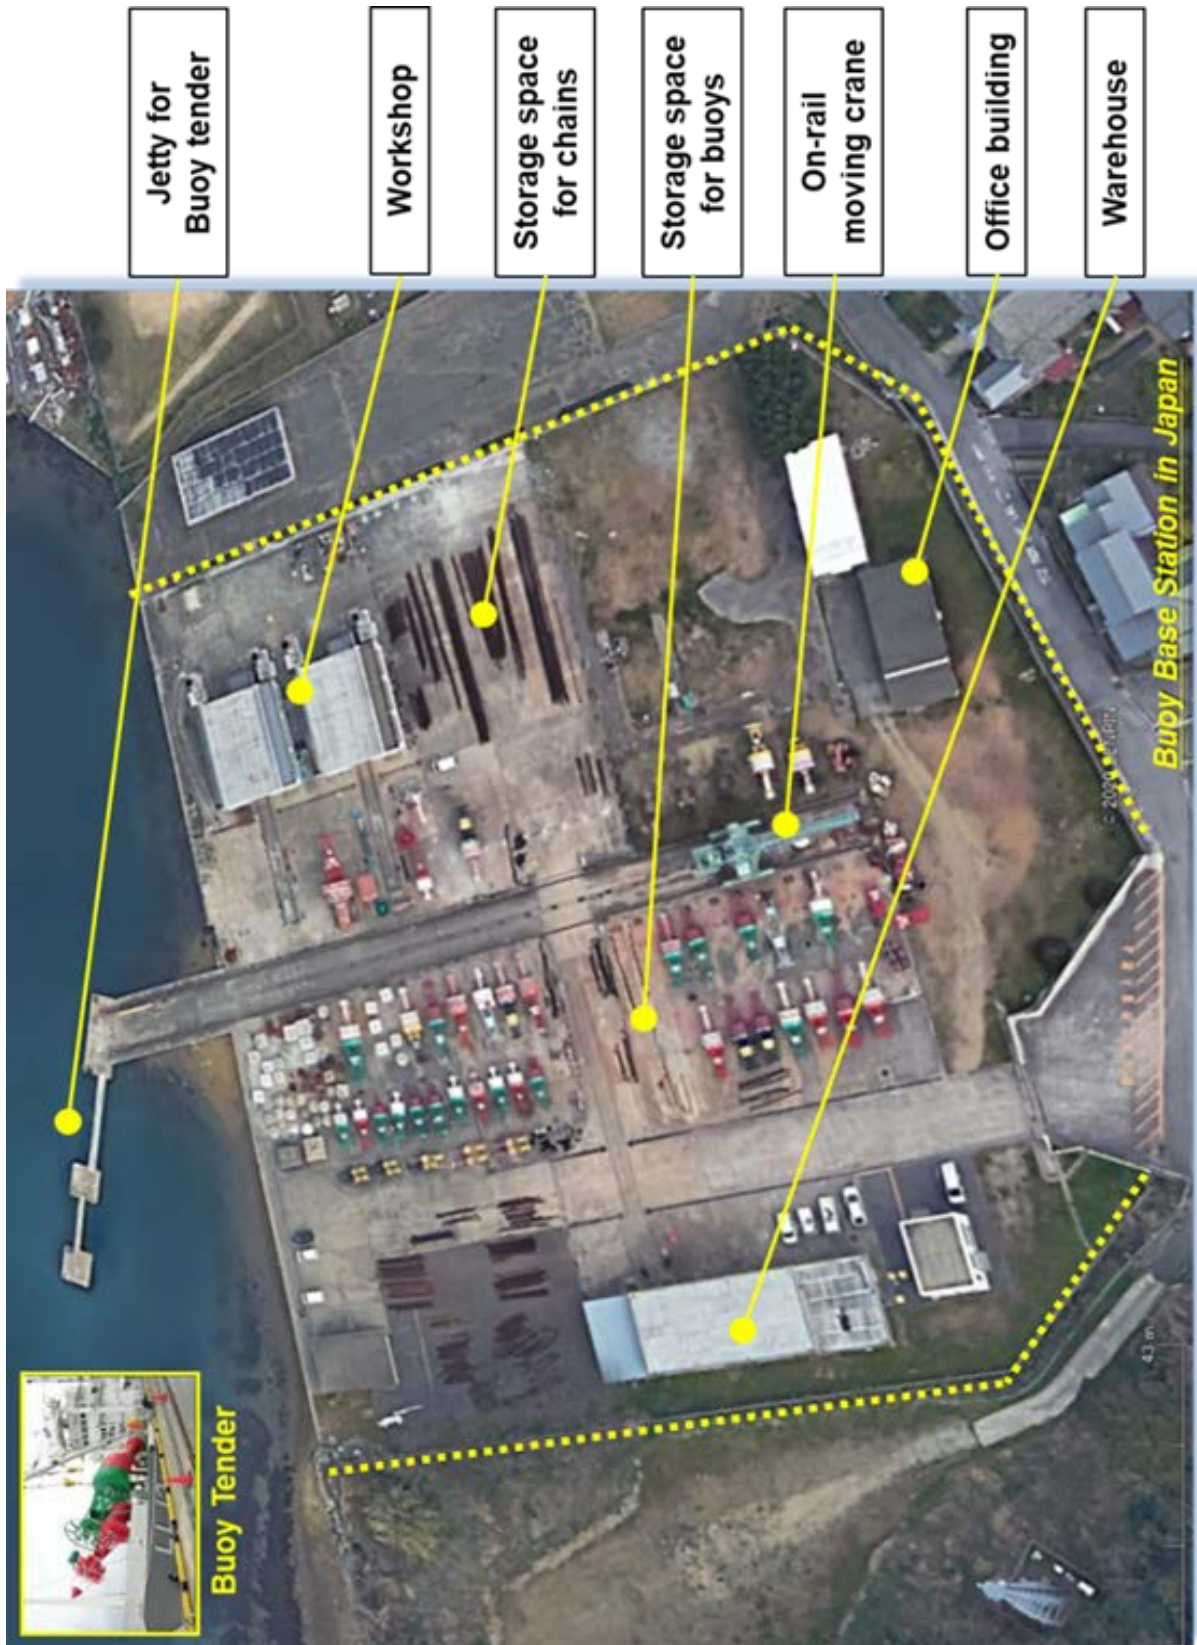 Jetty for
Buoy tender
Workshop
Storage space
for chains
Storage space
for buoys
On-rail
moving crane
Office building
Warehouse
Buoy Base Station in Japan
Buoy Tender
43 m